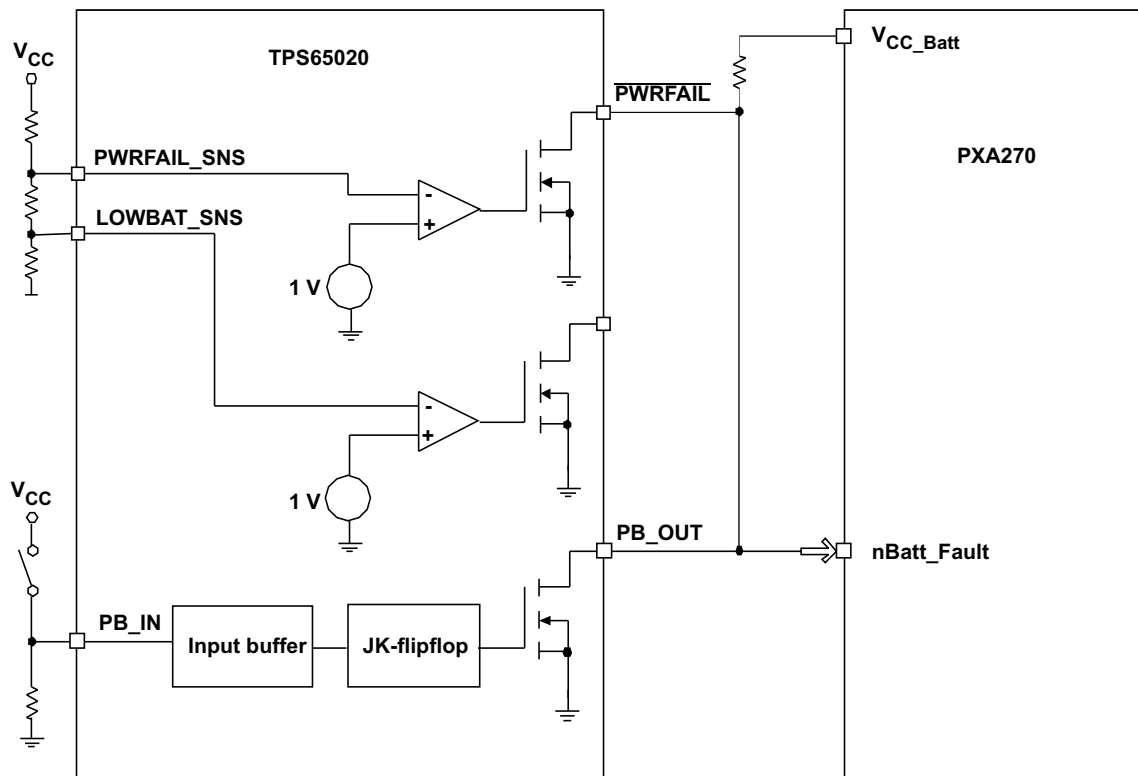 TPS65020
VCC
VCC_Batt
PWRFAIL
PXA270
PWRFAIL_SNS
-
LOWBAT_SNS
+
1 V
-
+
VCC
1 V
PB_OUT
nBatt_Fault
PB_IN
Input buffer
JK-flipflop